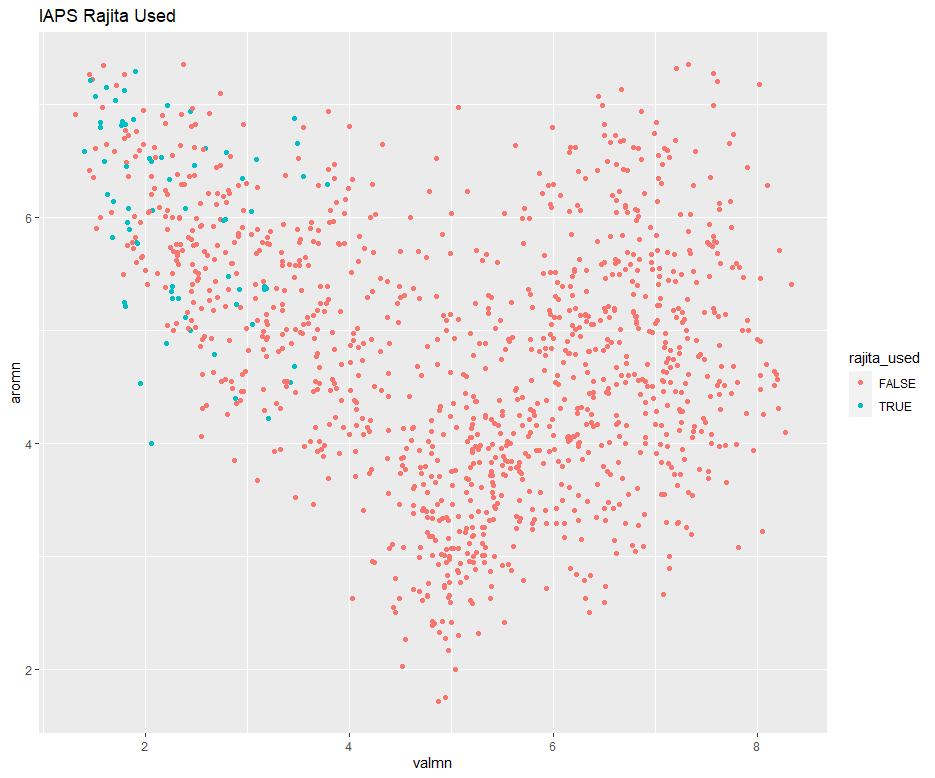 IAPS Rajita Used
aromn
6
4
2
2
4
6
8
valmn
rajita_used
FALSE
TRUE